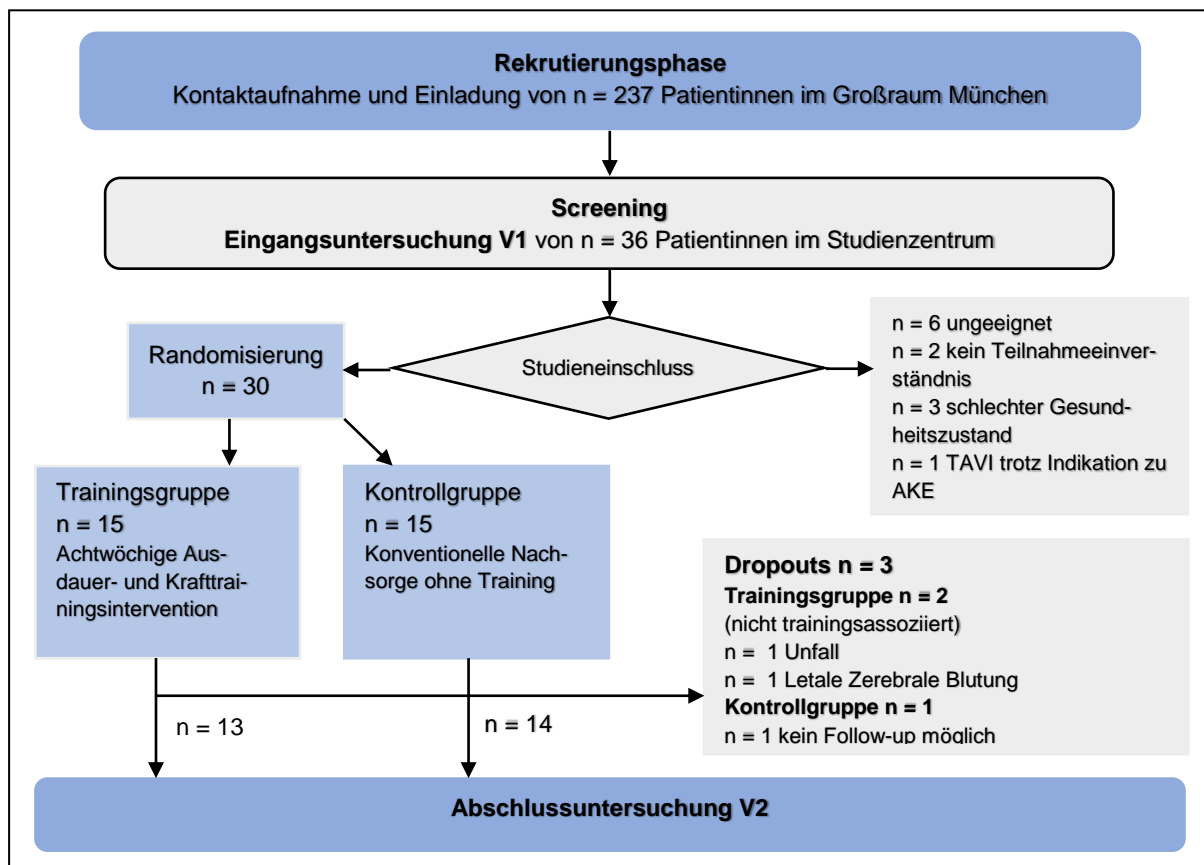 Rekrutierungsphase
Kontaktaufnahme und Einladung von n = 237 Patientinnen im Großraum München
Screening
Eingangsuntersuchung V1 von n = 36 Patientinnen im Studienzentrum
Studieneinschluss
n = 6 ungeeignet
n = 2 kein Teilnahmeeinver-
ständnis
n = 3 schlechter Gesund-
heitszustand
n = 1 TAVI trotz Indikation zu
AKE
Randomisierung
n = 30
Trainingsgruppe
n = 15
Achtwöchige Aus-
dauer- und Krafttrai-
ningsintervention
Kontrollgruppe
n = 15
Konventionelle Nach-
sorge ohne Training
Dropouts n = 3
Trainingsgruppe n = 2
(nicht trainingsassoziiert)
n =  1 Unfall
n =  1 Letale Zerebrale Blutung
Kontrollgruppe n = 1
n = 1 kein Follow-up möglich
n = 13
n = 14
Abschlussuntersuchung V2